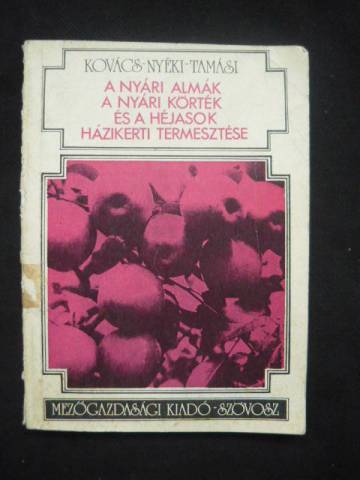 KOVÁCS-NYÉKI-TAMÁSI
A NYÁRI ALMÁK
A NYÁRI KÖRTÉK
ÉS A HÉJASOK
HÁZIKERTI TERMESZTÉSE
MEZŐGAZDASÁGI KIADÓ-SZÖVOSZ